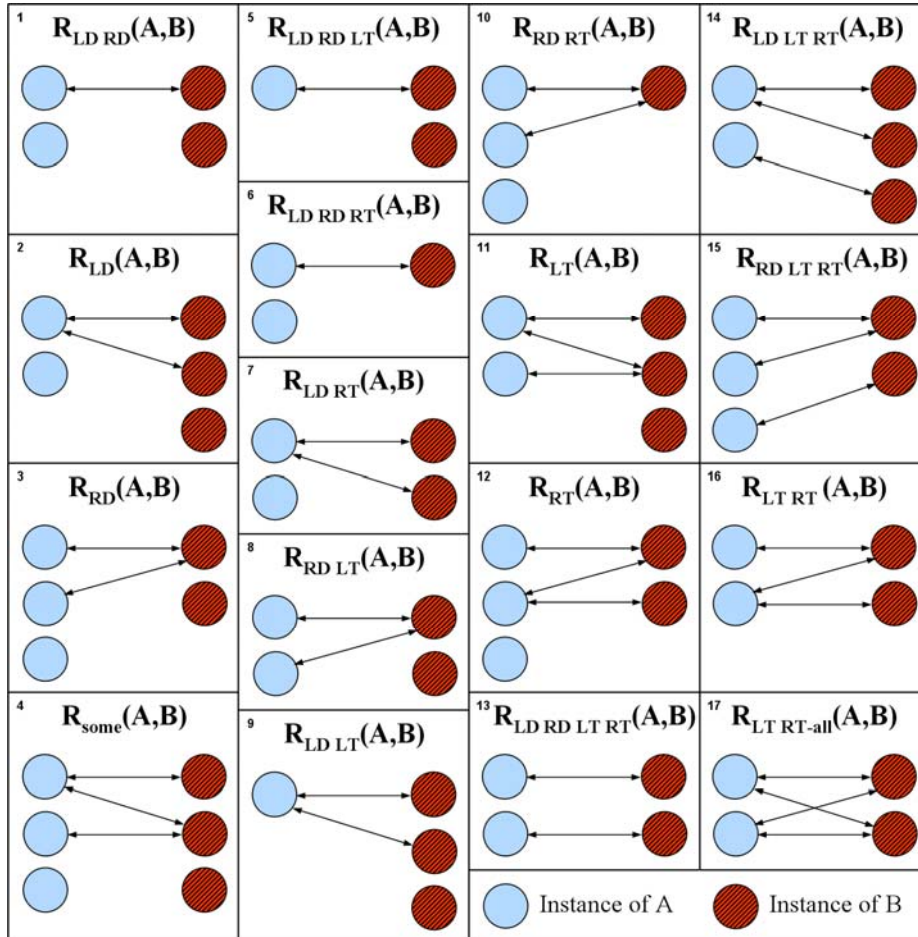 1
R_LD RD(A,B)
2
R_LD(A,B)
3
R_RD(A,B)
4
R_some(A,B)
5
R_LD RD LT(A,B)
6
R_LD RD RT(A,B)
7
R_LD RT(A,B)
8
R_RD LT(A,B)
9
R_LD LT(A,B)
10
R_RD RT(A,B)
11
R_LT(A,B)
12
R_RT(A,B)
13
R_LD RD LT RT(A,B)
14
R_LD LT RT(A,B)
15
R_RD LT RT(A,B)
16
R_LT RT (A,B)
17
R_LT RT-all(A,B)
Instance of A
Instance of B